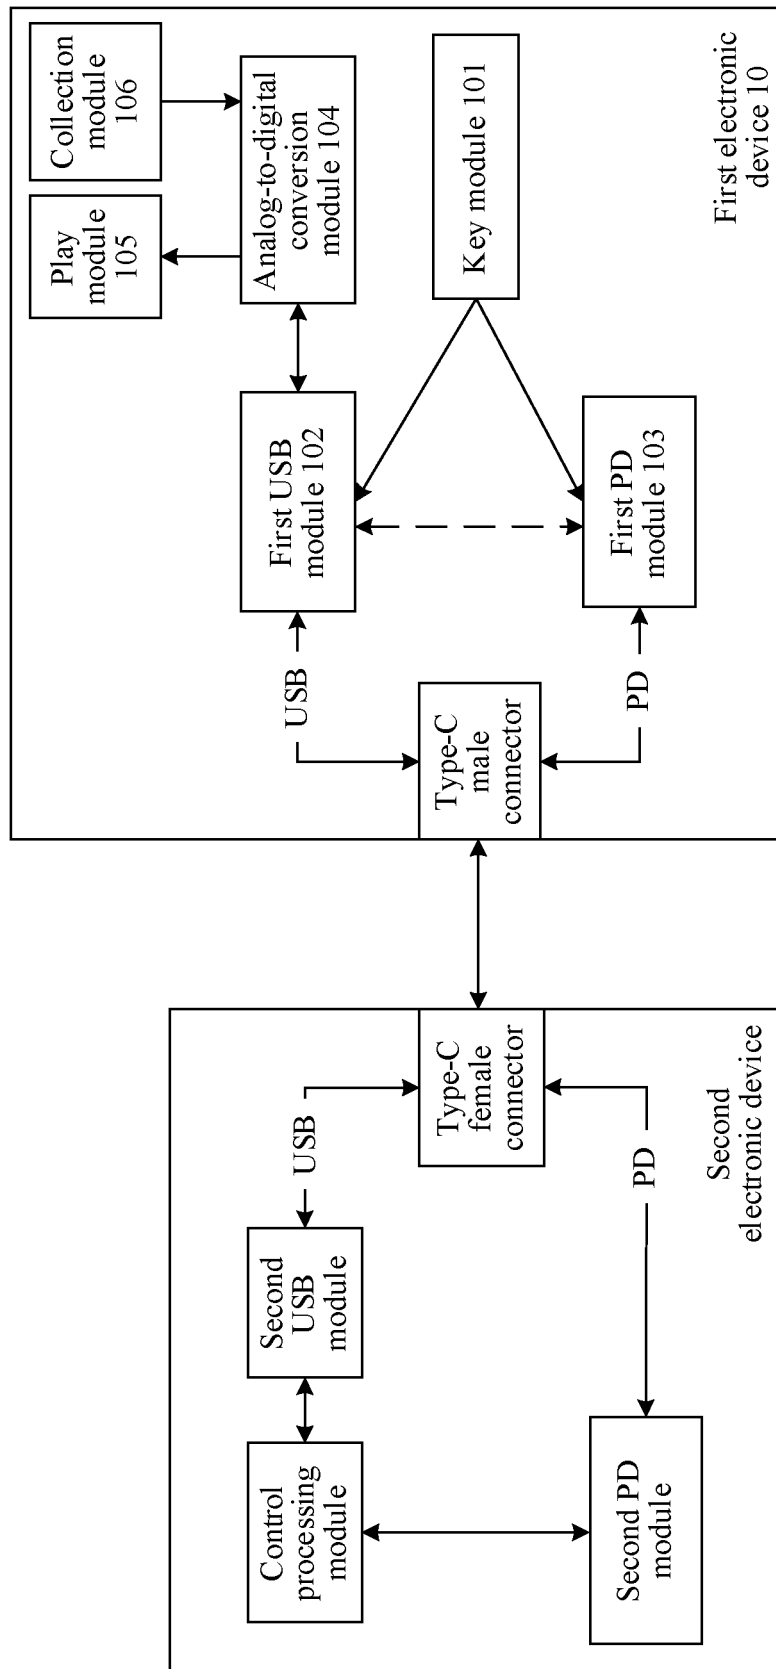 Control
processing
module
Second
USB
module
USB
Second PD
module
PD
Type-C
female
connector
Second
electronic device
Type-C
male
connector
USB
PD
First USB
module 102
First PD
module 103
Analog-to-digital
conversion
module 104
Play
module
105
Collection
module
106
Key module 101
First electronic
device 10